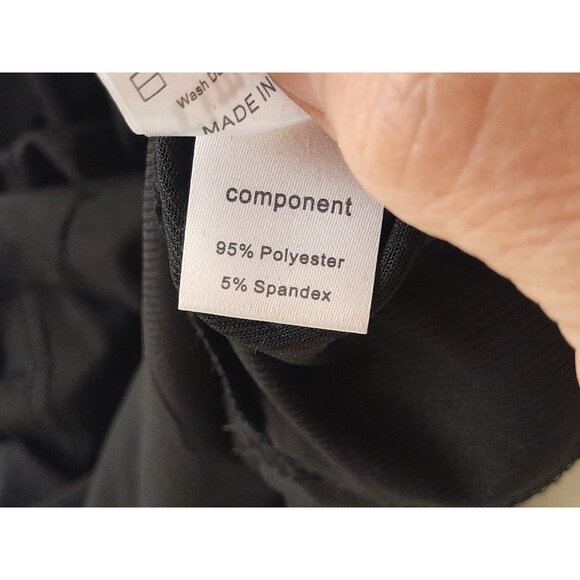 Wash
MADE IN
component
95% Polyester
5% Spandex